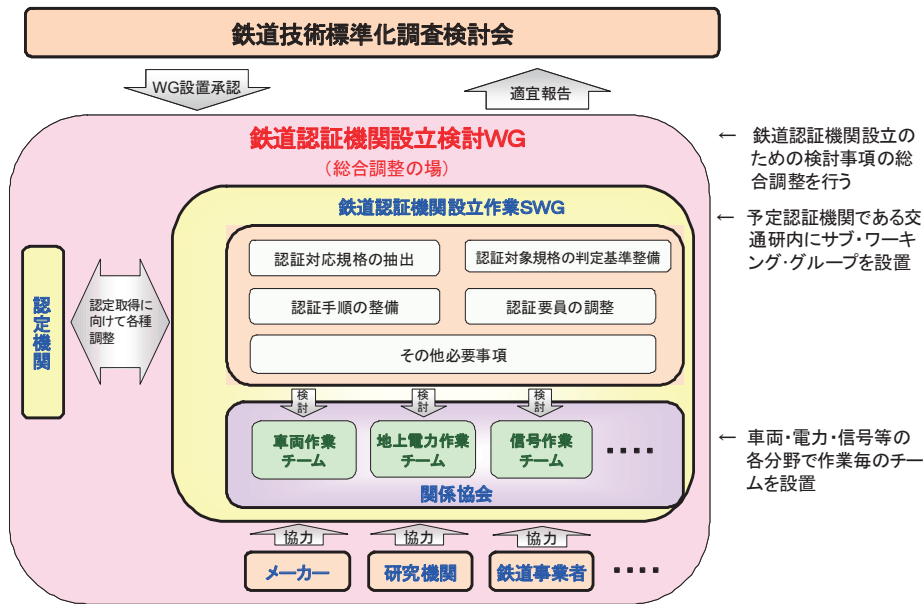 鉄道技術標準化調査検討会
WG設置承認
適宜報告
鉄道認証機関設立検討WG
(総合調整の場)
← 鉄道認証機関設立の
ための検討事項の総
合調整を行う
鉄道認証機関設立作業SWG
← 予定認証機関である交
通研内にサブ・ワーキ
ング・グループを設置
認証対応規格の抽出
認証対象規格の判定基準整備
認証手順の整備
認証要員の調整
その他必要事項
認定機関
認定取得に
向けて各種
調整
検討
検討
検討
車両作業
チーム
地上電力作業
チーム
信号作業
チーム
・・・・
関係協会
← 車両・電力・信号等の
各分野で作業毎のチー
ムを設置
協力
協力
協力
メーカー
研究機関
鉄道事業者
・・・・